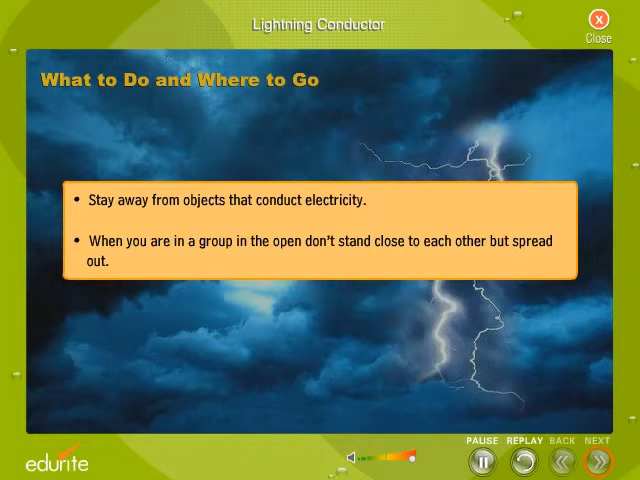 Lightning Conductor
x
Close
What to Do and Where to Go
• Stay away from objects that conduct electricity.
• When you are in a group in the open don't stand close to each other but spread
out.
PAUSE REPLAY BACK NEXT
edurite